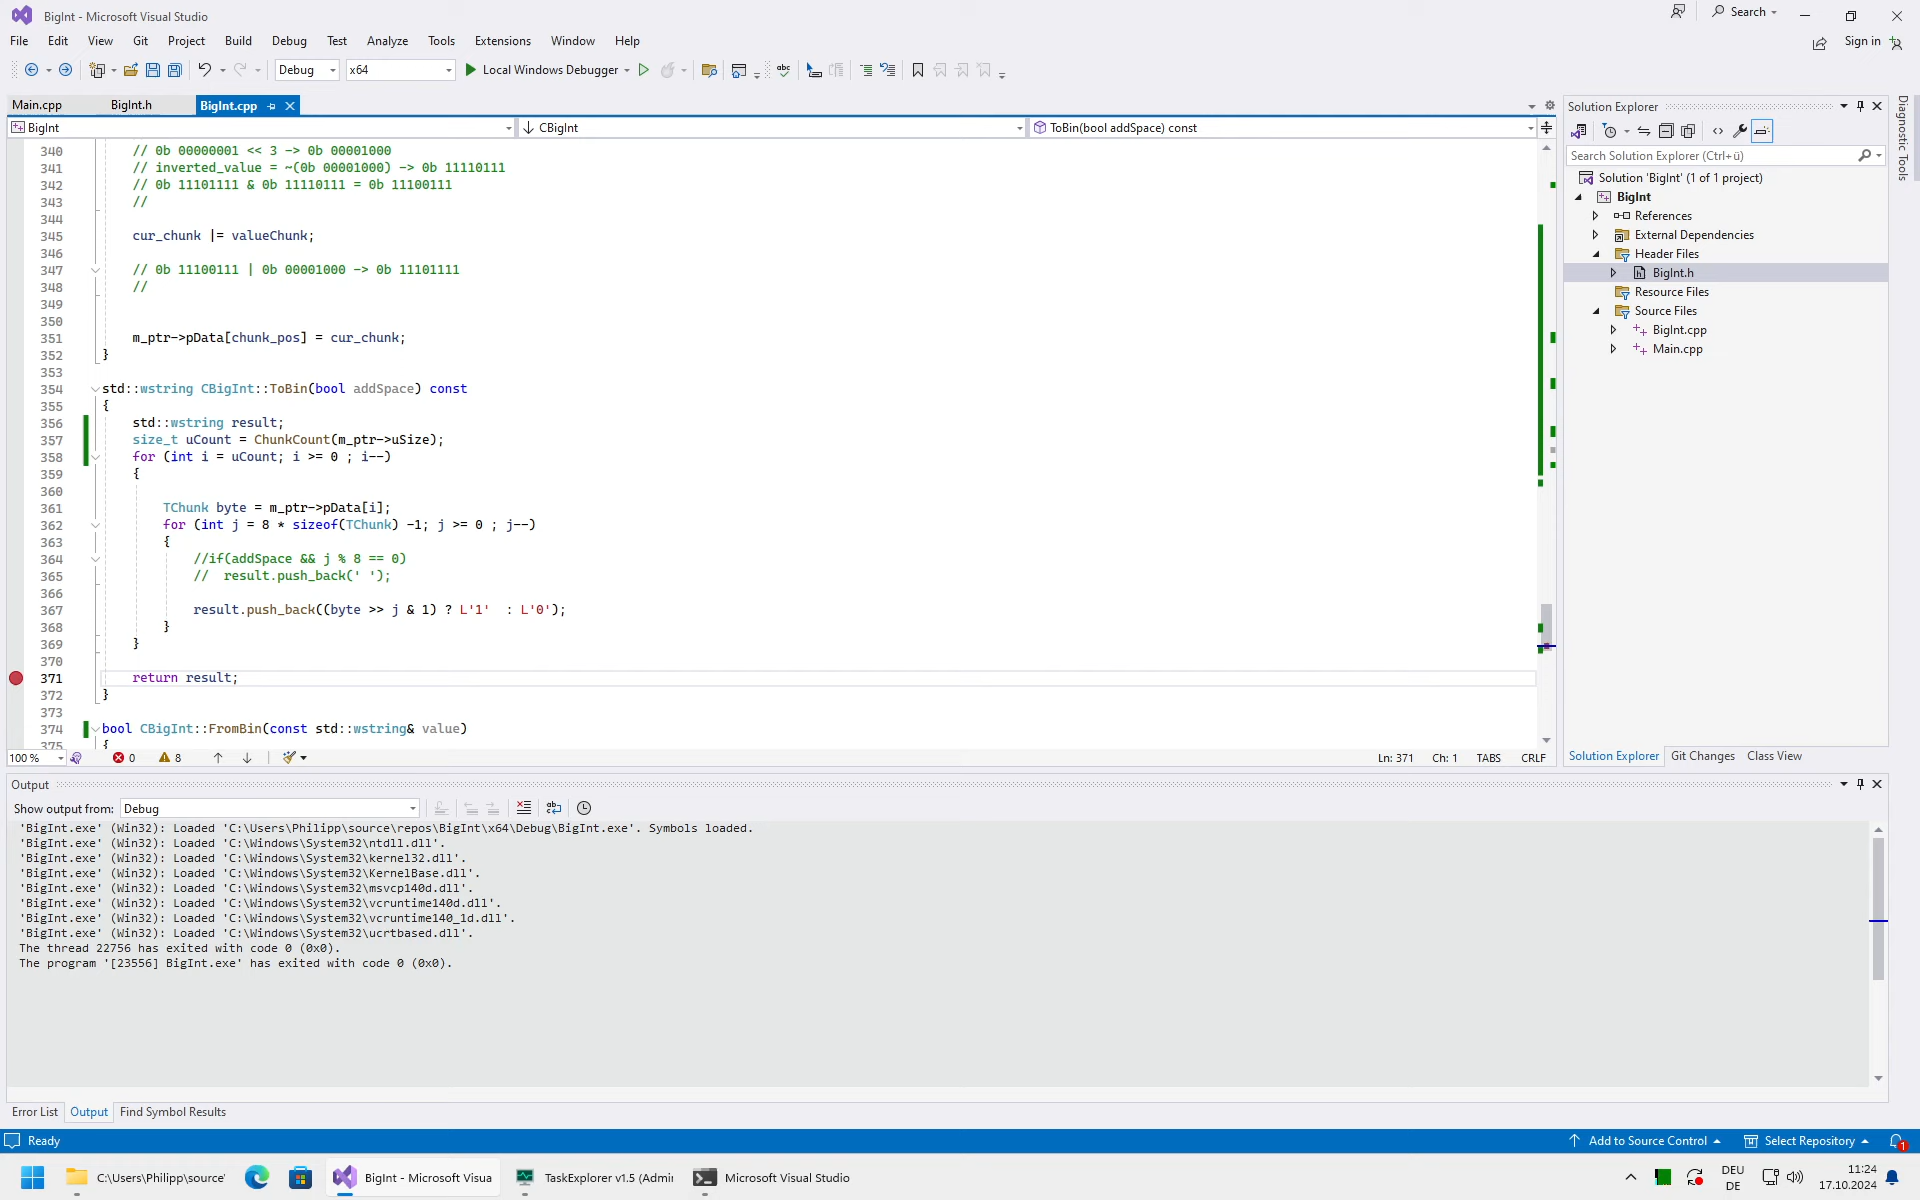 BigInt - Microsoft Visual Studio
Search
File Edit View Git Project Build Debug Test Analyze Tools Extensions Window Help
Sign in
Debug x64 Local Windows Debugger
Main.cpp BigInt.h BigInt.cpp
BigInt CBigInt ToBin(bool addSpace) const
340 // 0b 00000001 << 3 -> 0b 00001000
341 // inverted_value = ~(0b 00001000) -> 0b 11110111
342 // 0b 11101111 & 0b 11110111 = 0b 11100111
343 //
344
345 cur_chunk |= valueChunk;
346
347 // 0b 11100111 | 0b 00001000 -> 0b 11101111
348 //
349
350
351 m_ptr->pData[chunk_pos] = cur_chunk;
352 }
353
354 std::wstring CBigInt::ToBin(bool addSpace) const
355 {
356 std::wstring result;
357 size_t uCount = ChunkCount(m_ptr->uSize);
358 for (int i = uCount; i >= 0 ; i--)
359 {
360
361 TChunk byte = m_ptr->pData[i];
362 for (int j = 8 * sizeof(TChunk) -1; j >= 0 ; j--)
363 {
364 //if(addSpace && j % 8 == 0)
365 // result.push_back(' ');
366
367 result.push_back((byte >> j & 1) ? L'1' : L'0');
368 }
369 }
370
371 return result;
372 }
373
374 bool CBigInt::FromBin(const std::wstring& value)
375 {
100 % 0 8 Ln: 371 Ch: 1 TABS CRLF
Solution Explorer
Search Solution Explorer (Ctrl+ü)
Solution 'BigInt' (1 of 1 project)
BigInt
References
External Dependencies
Header Files
BigInt.h
Resource Files
Source Files
BigInt.cpp
Main.cpp
Solution Explorer Git Changes Class View
Diagnostic Tools
Output
Show output from: Debug
'BigInt.exe' (Win32): Loaded 'C:\Users\Philipp\source\repos\BigInt\x64\Debug\BigInt.exe'. Symbols loaded.
'BigInt.exe' (Win32): Loaded 'C:\Windows\System32\ntdll.dll'.
'BigInt.exe' (Win32): Loaded 'C:\Windows\System32\kernel32.dll'.
'BigInt.exe' (Win32): Loaded 'C:\Windows\System32\KernelBase.dll'.
'BigInt.exe' (Win32): Loaded 'C:\Windows\System32\msvcp140d.dll'.
'BigInt.exe' (Win32): Loaded 'C:\Windows\System32\vcruntime140d.dll'.
'BigInt.exe' (Win32): Loaded 'C:\Windows\System32\vcruntime140_1d.dll'.
'BigInt.exe' (Win32): Loaded 'C:\Windows\System32\ucrtbased.dll'.
The thread 22756 has exited with code 0 (0x0).
The program '[23556] BigInt.exe' has exited with code 0 (0x0).
Error List Output Find Symbol Results
Ready Add to Source Control Select Repository 1
C:\Users\Philipp\source' BigInt - Microsoft Visua TaskExplorer v1.5 (Admin Microsoft Visual Studio DEU 11:24
DE 17.10.2024